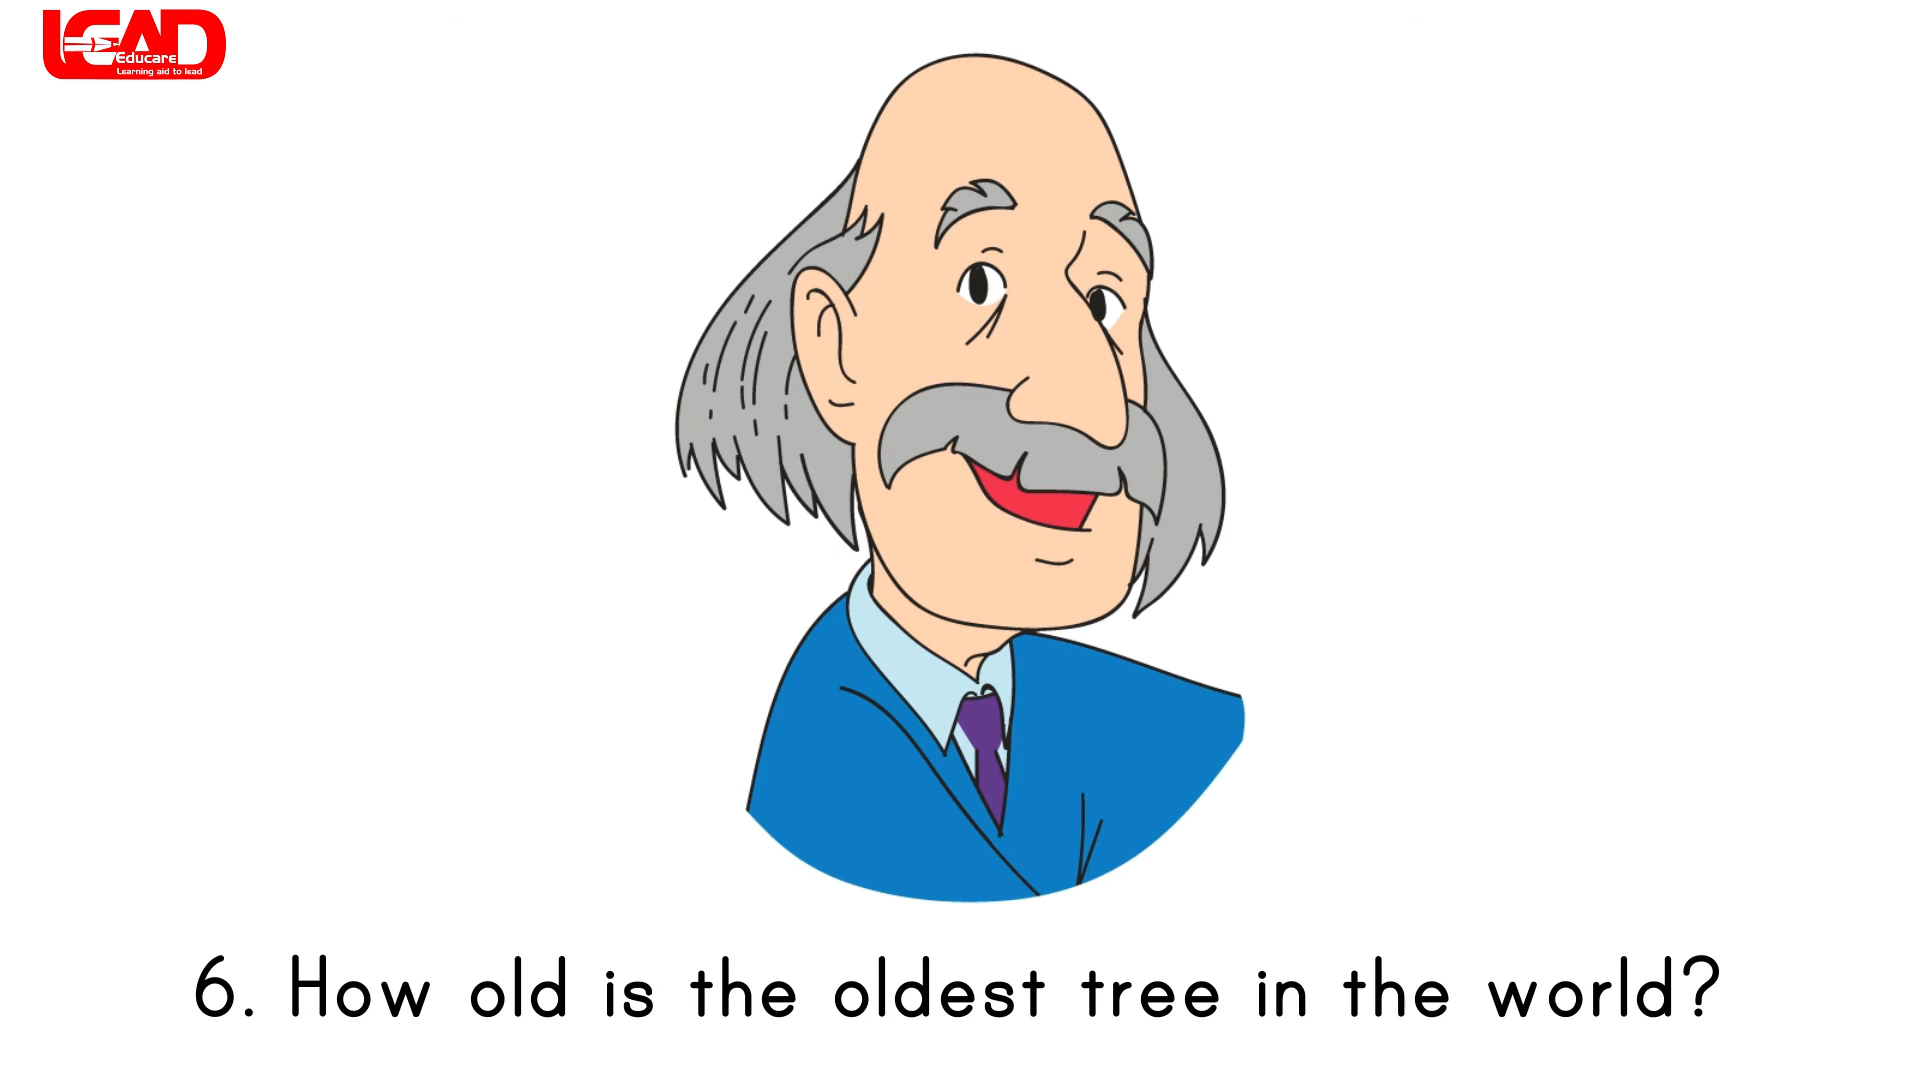 LEAD
Educare
Learning aid to lead
6. How old is the oldest tree in the world?